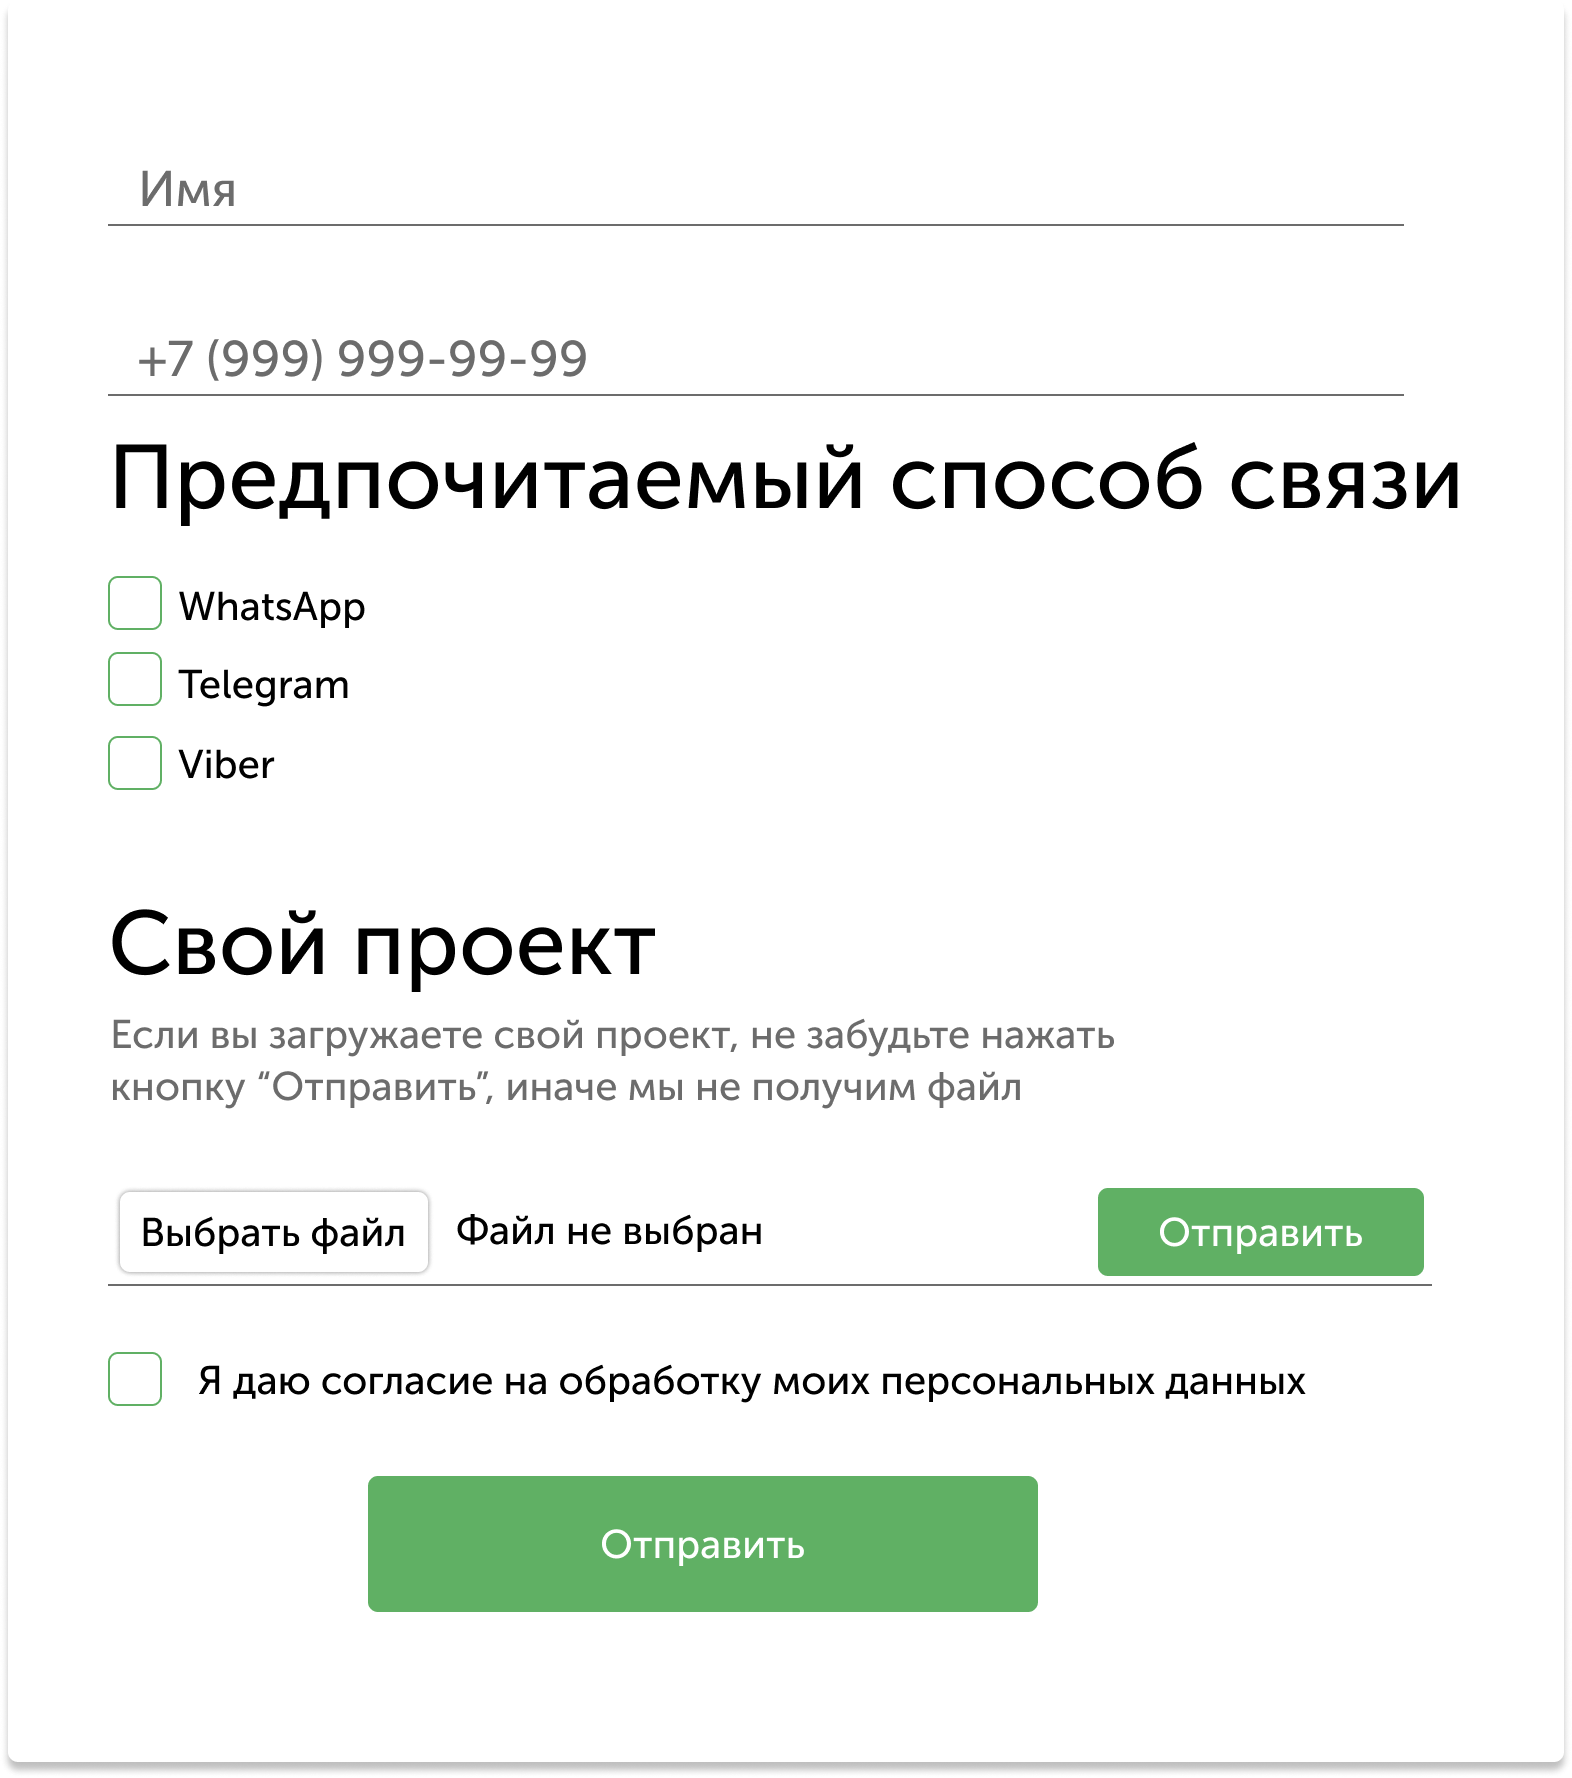 Имя
+7 (999) 999-99-99
Предпочитаемый способ связи
WhatsApp
Telegram
Viber
Свой проект
Если вы загружаете свой проект, не забудьте нажать
кнопку “Отправить”, иначе мы не получим файл
Выбрать файл Файл не выбран Отправить
Я даю согласие на обработку моих персональных данных
Отправить